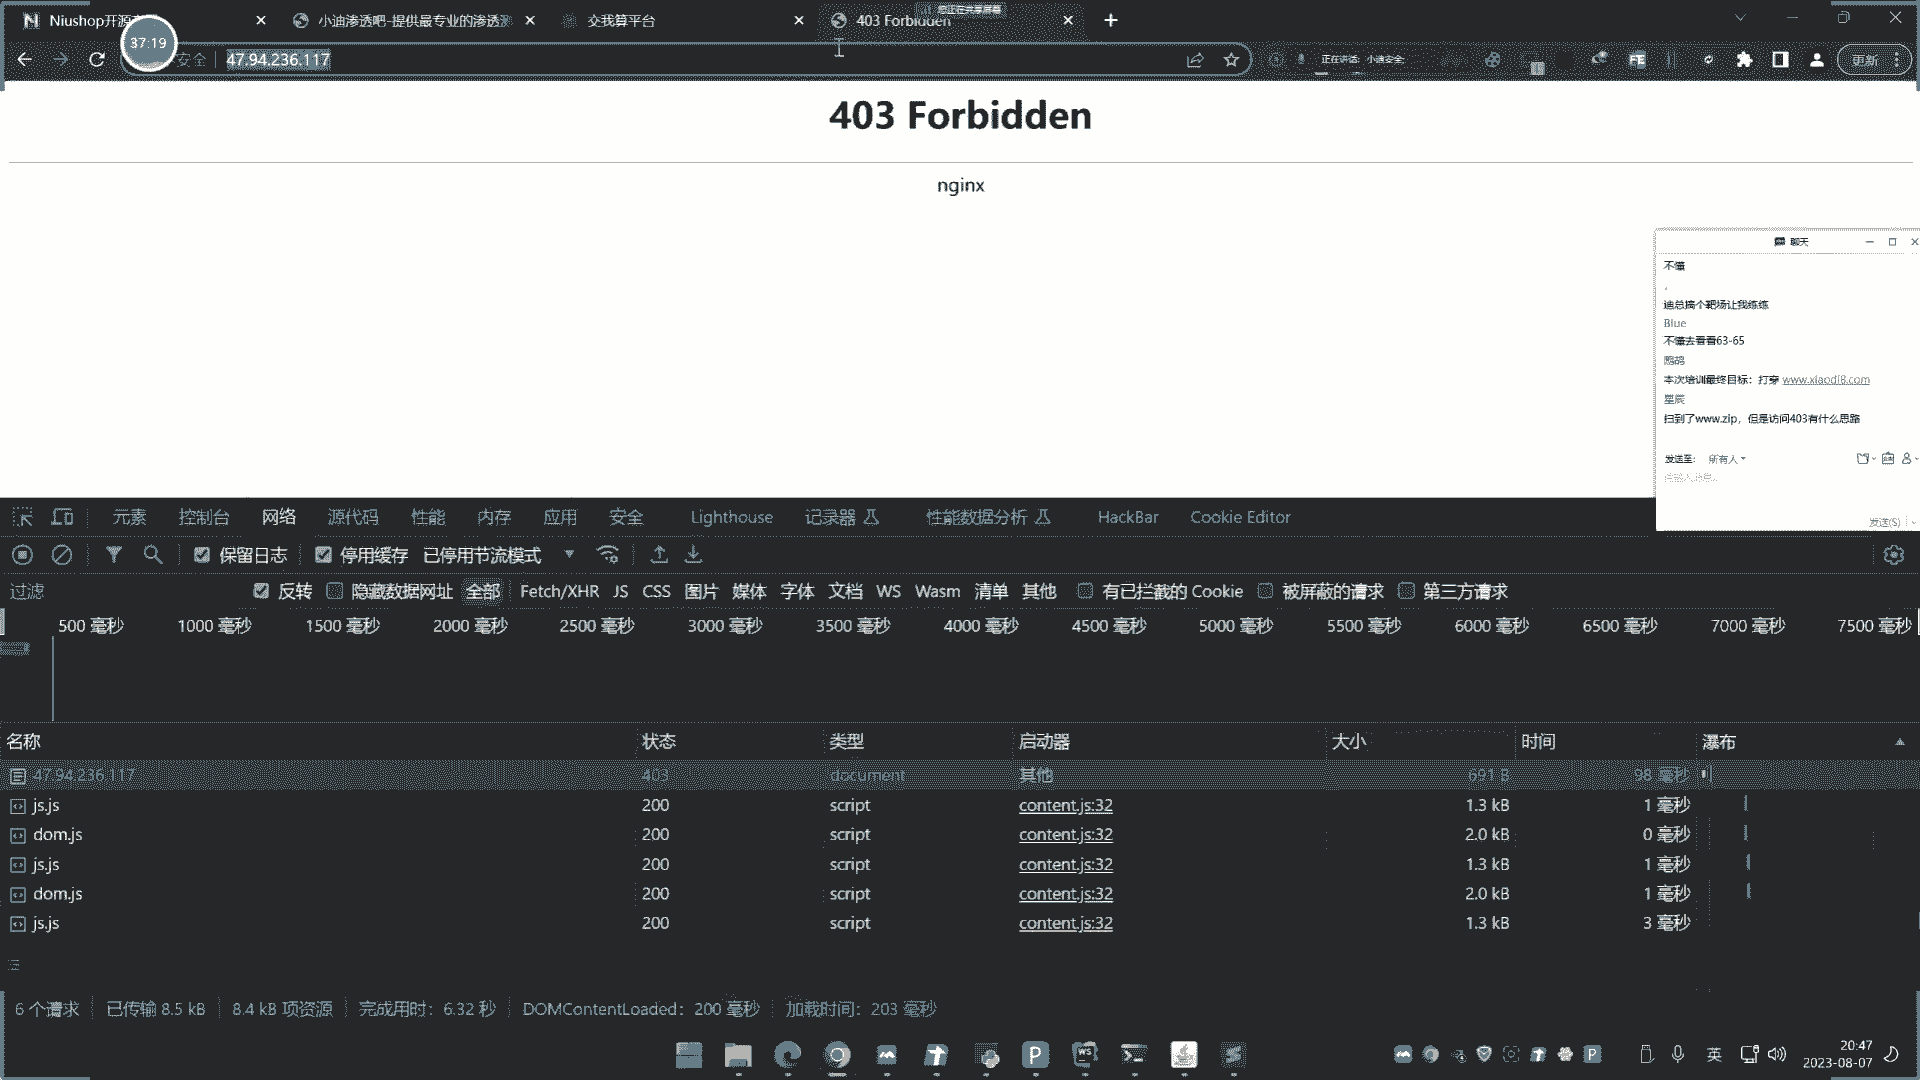 Niushop开源
小迪渗透吧-提供最专业的渗透测
交我算平台
403 Forbidden
您正在共享屏幕
37:19
安全
47.94.236.117
正在讲话: 小迪安全;
FE
更新
403 Forbidden
nginx
聊天
不懂
,
迪总搞个靶场让我练练
Blue
不懂去看看63-65
鹧鸪
本次培训最终目标：打穿 www.xiaodi8.com
星辰
扫到了www.zip，但是访问403有什么思路
发送至: 所有人
发送(S)
元素 控制台 网络 源代码 性能 内存 应用 安全 Lighthouse 记录器 性能数据分析 HackBar Cookie Editor
保留日志 停用缓存 已停用节流模式
过滤 反转 隐藏数据网址 全部 Fetch/XHR JS CSS 图片 媒体 字体 文档 WS Wasm 清单 其他 有已拦截的 Cookie 被屏蔽的请求 第三方请求
500 毫秒 1000 毫秒 1500 毫秒 2000 毫秒 2500 毫秒 3000 毫秒 3500 毫秒 4000 毫秒 4500 毫秒 5000 毫秒 5500 毫秒 6000 毫秒 6500 毫秒 7000 毫秒 7500 毫秒
名称 状态 类型 启动器 大小 时间 瀑布
47.94.236.117 403 document 其他 691 B 98 毫秒
js.js 200 script content.js:32 1.3 kB 1 毫秒
dom.js 200 script content.js:32 2.0 kB 0 毫秒
js.js 200 script content.js:32 1.3 kB 1 毫秒
dom.js 200 script content.js:32 2.0 kB 1 毫秒
js.js 200 script content.js:32 1.3 kB 3 毫秒
6 个请求 已传输 8.5 kB 8.4 kB 项资源 完成用时：6.32 秒 DOMContentLoaded：200 毫秒 加载时间：203 毫秒
英
20:47
2023-08-07